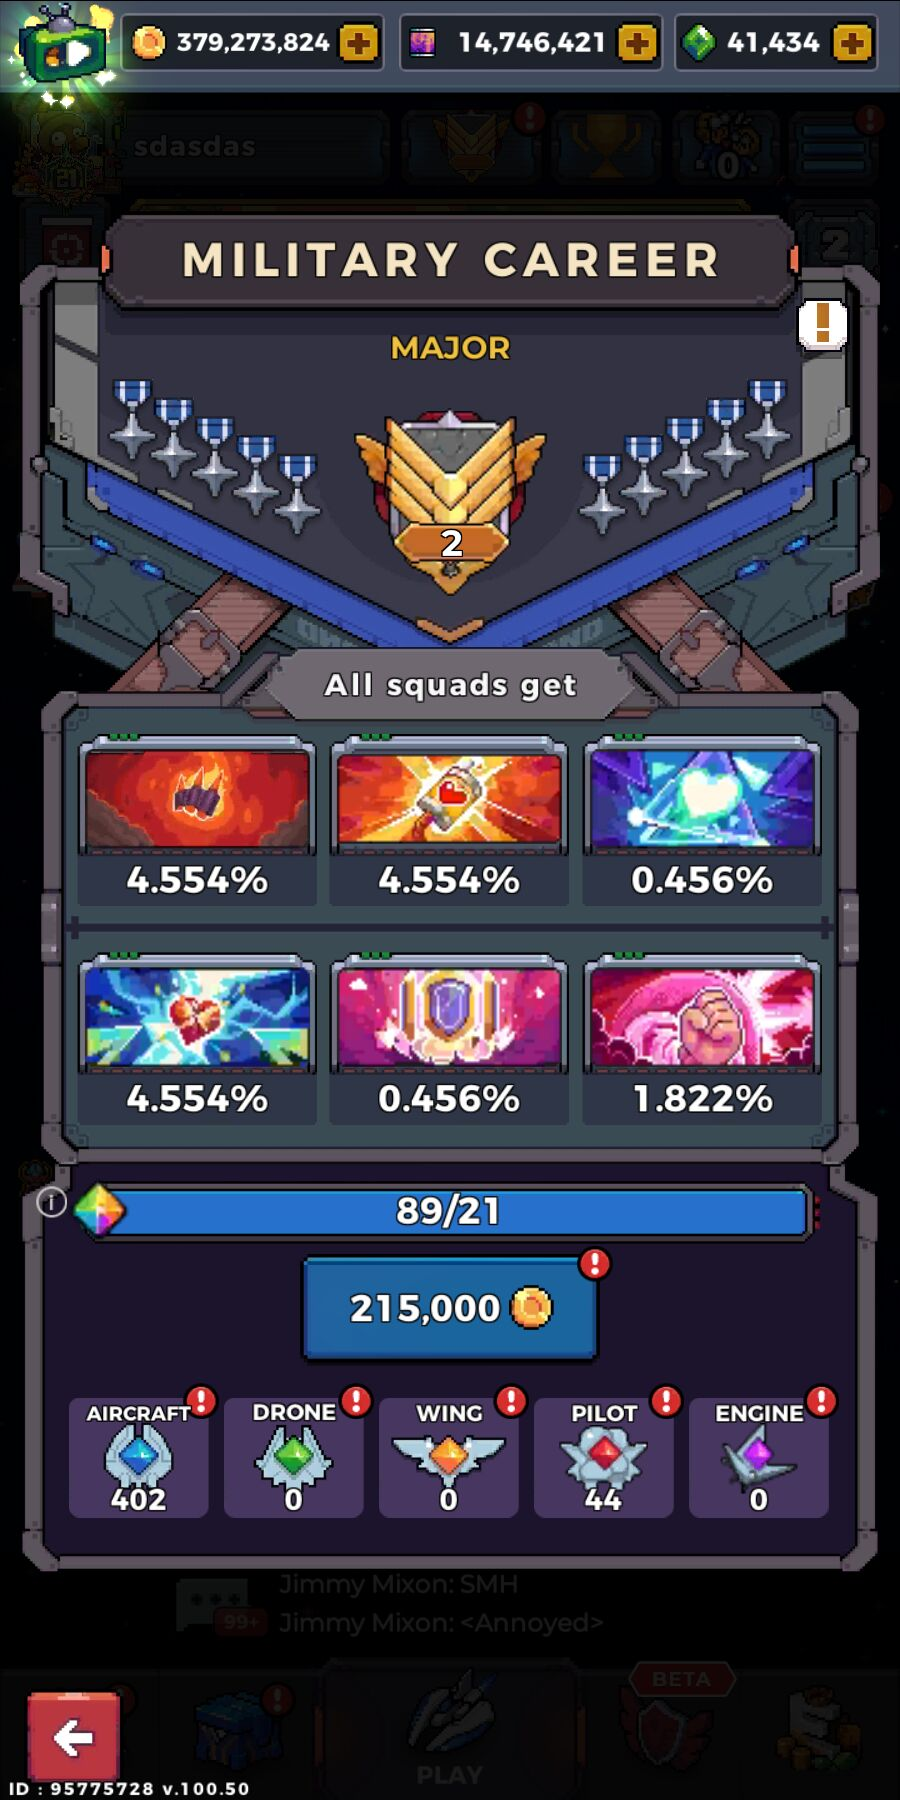 379,273,824
14,746,421
41,434
sdasdas
21
0
2
MILITARY CAREER
MAJOR
2
All squads get
4.554%
4.554%
0.456%
4.554%
0.456%
1.822%
89/21
215,000
AIRCRAFT
DRONE
WING
PILOT
ENGINE
402
0
0
44
0
Jimmy Mixon: SMH
99+
Jimmy Mixon: <Annoyed>
BETA
PLAY
ID : 95775728 v.100.50